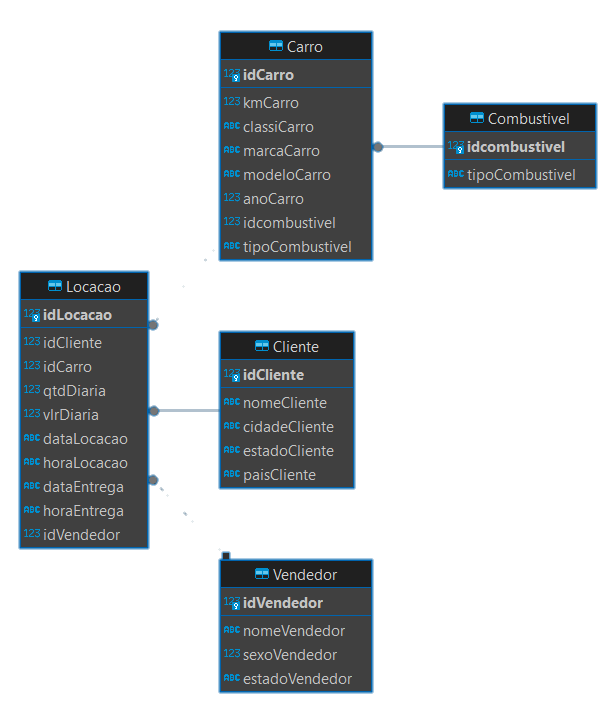 Carro
123 idCarro
123 kmCarro
ABC classiCarro
ABC marcaCarro
ABC modeloCarro
123 anoCarro
123 idcombustivel
ABC tipoCombustivel
Combustivel
123 idcombustivel
ABC tipoCombustivel
Locacao
123 idLocacao
123 idCliente
123 idCarro
123 qtdDiaria
123 vlrDiaria
ABC dataLocacao
ABC horaLocacao
ABC dataEntrega
ABC horaEntrega
123 idVendedor
Cliente
123 idCliente
ABC nomeCliente
ABC cidadeCliente
ABC estadoCliente
ABC paisCliente
Vendedor
123 idVendedor
ABC nomeVendedor
123 sexoVendedor
ABC estadoVendedor